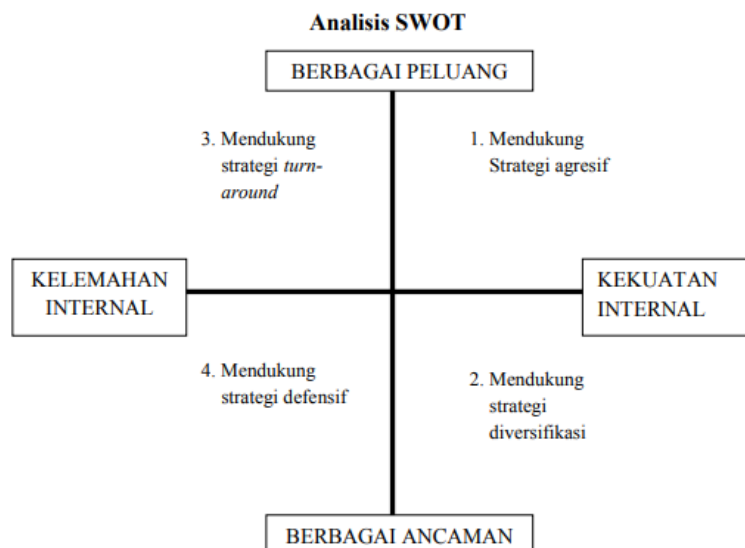 Analisis SWOT
BERBAGAI PELUANG
3. Mendukung
strategi turn-
around
1. Mendukung
Strategi agresif
KELEMAHAN
INTERNAL
KEKUATAN
INTERNAL
4. Mendukung
strategi defensif
2. Mendukung
strategi
diversifikasi
BERBAGAI ANCAMAN